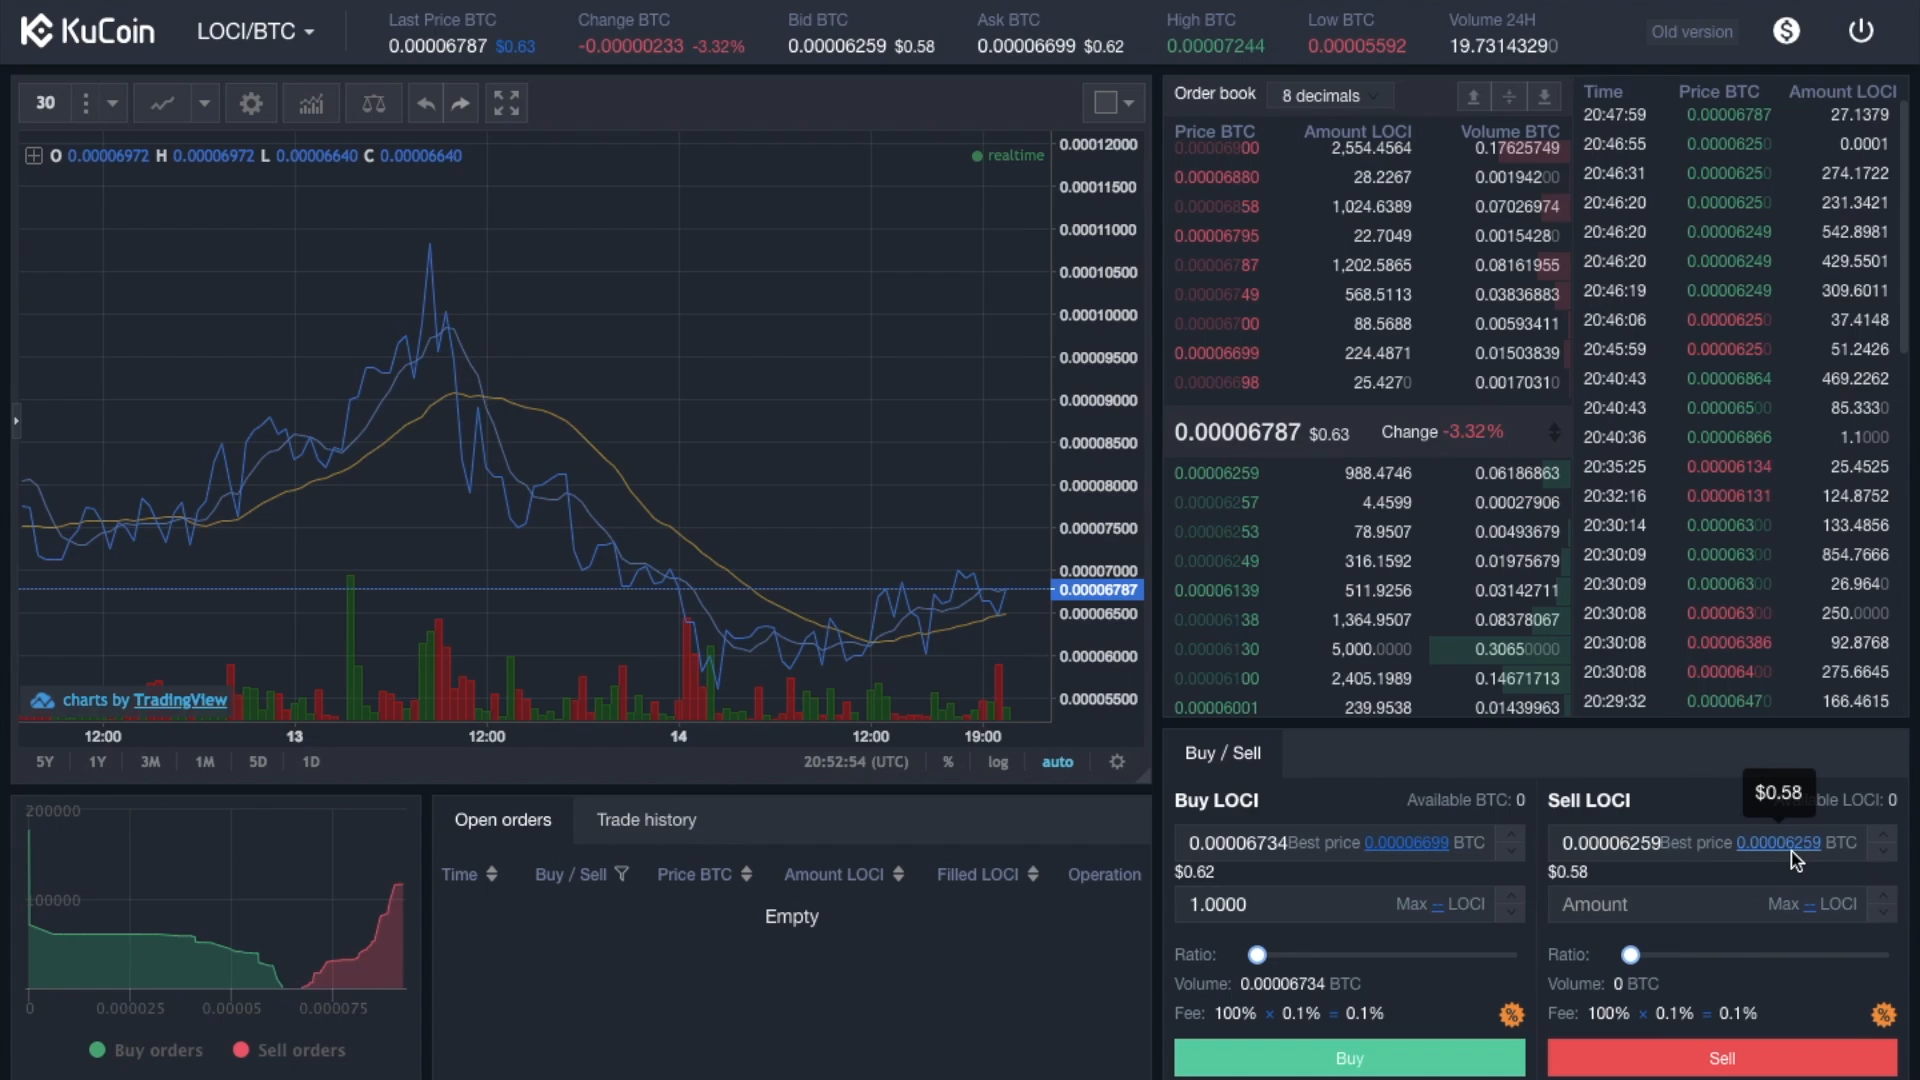 KuCoin
LOCI/BTC
Last Price BTC
0.00006787 $0.63
Change BTC
-0.00000233 -3.32%
Bid BTC
0.00006259 $0.58
Ask BTC
0.00006699 $0.62
High BTC
0.00007244
Low BTC
0.00005592
Volume 24H
19.73143290
Old version
30
O 0.00006972 H 0.00006972 L 0.00006640 C 0.00006640
realtime
0.00012000
0.00011500
0.00011000
0.00010500
0.00010000
0.00009500
0.00009000
0.00008500
0.00008000
0.00007500
0.00007000
0.00006787
0.00006500
0.00006000
0.00005500
charts by TradingView
12:00 13 12:00 14 12:00 19:00
5Y 1Y 3M 1M 5D 1D
20:52:54 (UTC) % log auto
Order book
8 decimals
Price BTC Amount LOCI Volume BTC
0.00006900 2,554.4564 0.17625749
0.00006880 28.2267 0.00194200
0.00006858 1,024.6389 0.07026974
0.00006795 22.7049 0.00154280
0.00006787 1,202.5865 0.08161955
0.00006749 568.5113 0.03836883
0.00006700 88.5688 0.00593411
0.00006699 224.4871 0.01503839
0.00006698 25.4270 0.00170310
0.00006787 $0.63 Change -3.32%
0.00006259 988.4746 0.06186863
0.00006257 4.4599 0.00027906
0.00006253 78.9507 0.00493679
0.00006249 316.1592 0.01975679
0.00006139 511.9256 0.03142711
0.00006138 1,364.9507 0.08378067
0.00006130 5,000.0000 0.30650000
0.00006100 2,405.1989 0.14671713
0.00006001 239.9538 0.01439963
Time Price BTC Amount LOCI
20:47:59 0.00006787 27.1379
20:46:55 0.00006250 0.0001
20:46:31 0.00006250 274.1722
20:46:20 0.00006250 231.3421
20:46:20 0.00006249 542.8981
20:46:20 0.00006249 429.5501
20:46:19 0.00006249 309.6011
20:46:06 0.00006250 37.4148
20:45:59 0.00006250 51.2426
20:40:43 0.00006864 469.2262
20:40:43 0.00006500 85.3330
20:40:36 0.00006866 1.1000
20:35:25 0.00006134 25.4525
20:32:16 0.00006131 124.8752
20:30:14 0.00006300 133.4856
20:30:09 0.00006300 854.7666
20:30:09 0.00006300 26.9640
20:30:08 0.00006300 250.0000
20:30:08 0.00006386 92.8768
20:30:08 0.00006400 275.6645
20:29:32 0.00006470 166.4615
200000
100000
0 0.000025 0.00005 0.000075
Buy orders Sell orders
Open orders Trade history
Time Buy / Sell Price BTC Amount LOCI Filled LOCI Operation
Empty
Buy / Sell
Buy LOCI Available BTC: 0
0.00006734 Best price 0.00006699 BTC
$0.62
1.0000 Max -- LOCI
Ratio:
Volume: 0.00006734 BTC
Fee: 100% × 0.1% = 0.1%
Buy
$0.58
Sell LOCI ble LOCI: 0
0.00006259 Best price 0.00006259 BTC
$0.58
Amount Max -- LOCI
Ratio:
Volume: 0 BTC
Fee: 100% × 0.1% = 0.1%
Sell